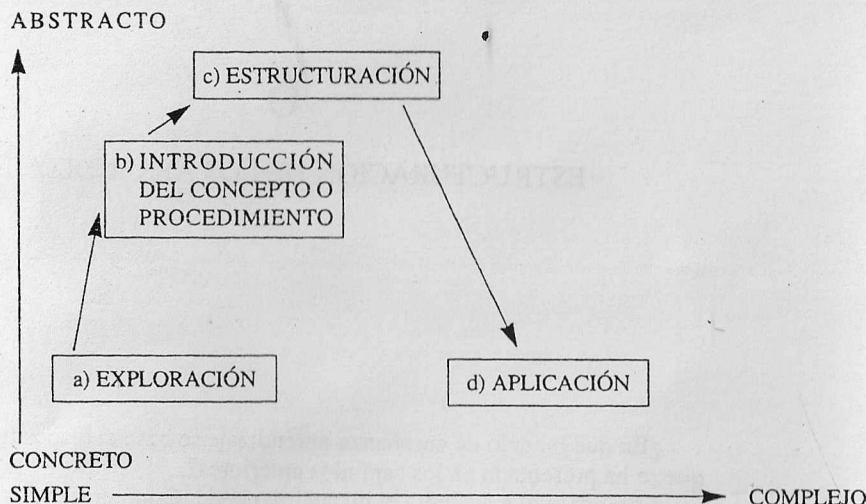 ABSTRACTO
c) ESTRUCTURACIÓN
b) INTRODUCCIÓN
DEL CONCEPTO O
PROCEDIMIENTO
a) EXPLORACIÓN
d) APLICACIÓN
CONCRETO
SIMPLE
COMPLEJO